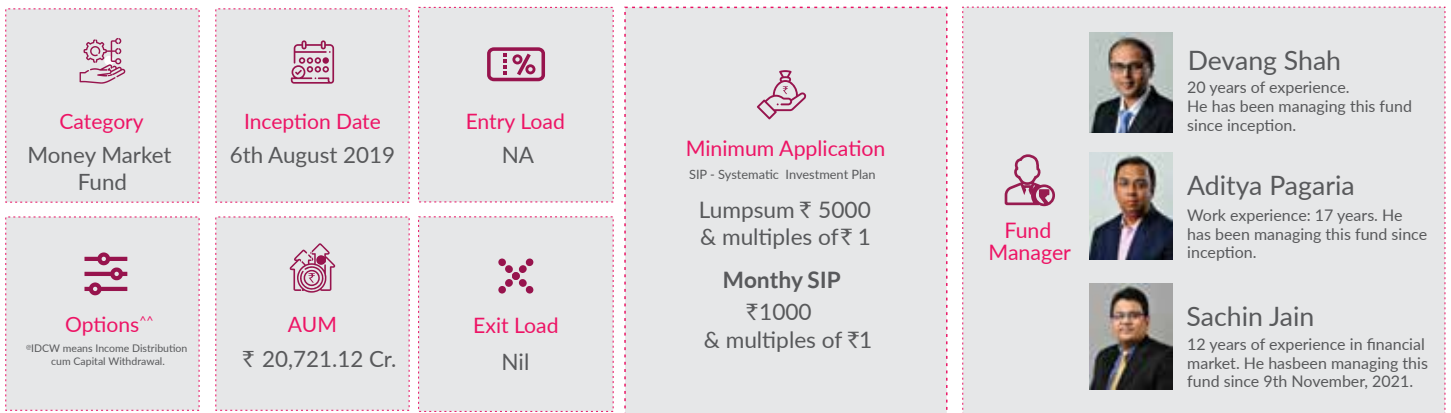 Category
Money Market
Fund
Inception Date
6th August 2019
%
Entry Load
NA
Options^^
®IDCW means Income Distribution
cum Capital Withdrawal.
₹
AUM
₹ 20,721.12 Cr.
Exit Load
Nil
₹
Minimum Application
SIP - Systematic Investment Plan
Lumpsum ₹ 5000
& multiples of ₹ 1
Monthy SIP
₹1000
& multiples of ₹1
₹
Fund
Manager
Devang Shah
20 years of experience.
He has been managing this fund
since inception.
Aditya Pagaria
Work experience: 17 years. He
has been managing this fund since
inception.
Sachin Jain
12 years of experience in financial
market. He hasbeen managing this
fund since 9th November, 2021.